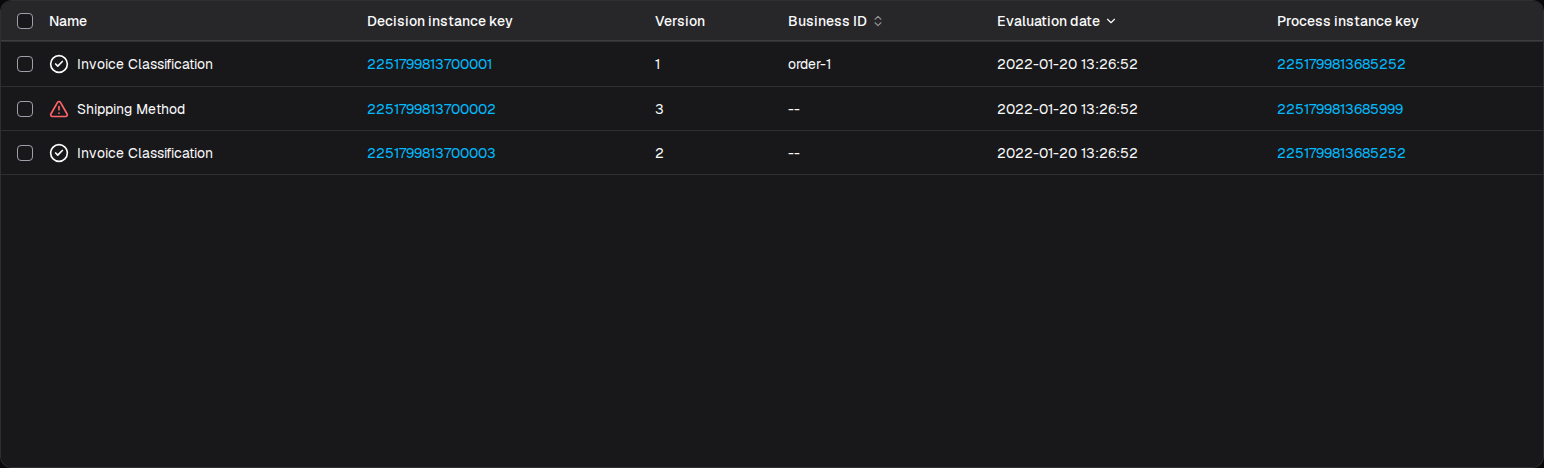 Name Decision instance key Version Business ID Evaluation date Process instance key
Invoice Classification 2251799813700001 1 order-1 2022-01-20 13:26:52 2251799813685252
Shipping Method 2251799813700002 3 -- 2022-01-20 13:26:52 2251799813685999
Invoice Classification 2251799813700003 2 -- 2022-01-20 13:26:52 2251799813685252